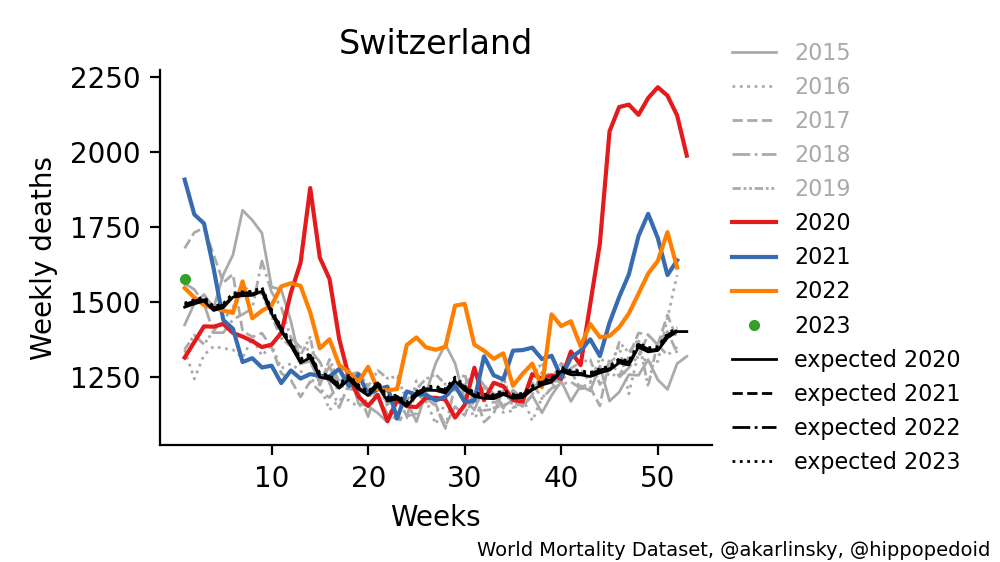 Switzerland
Weekly deaths
2250
2000
1750
1500
1250
10 20 30 40 50
Weeks
2015
2016
2017
2018
2019
2020
2021
2022
2023
expected 2020
expected 2021
expected 2022
expected 2023
World Mortality Dataset, @akarlinsky, @hippopedoid